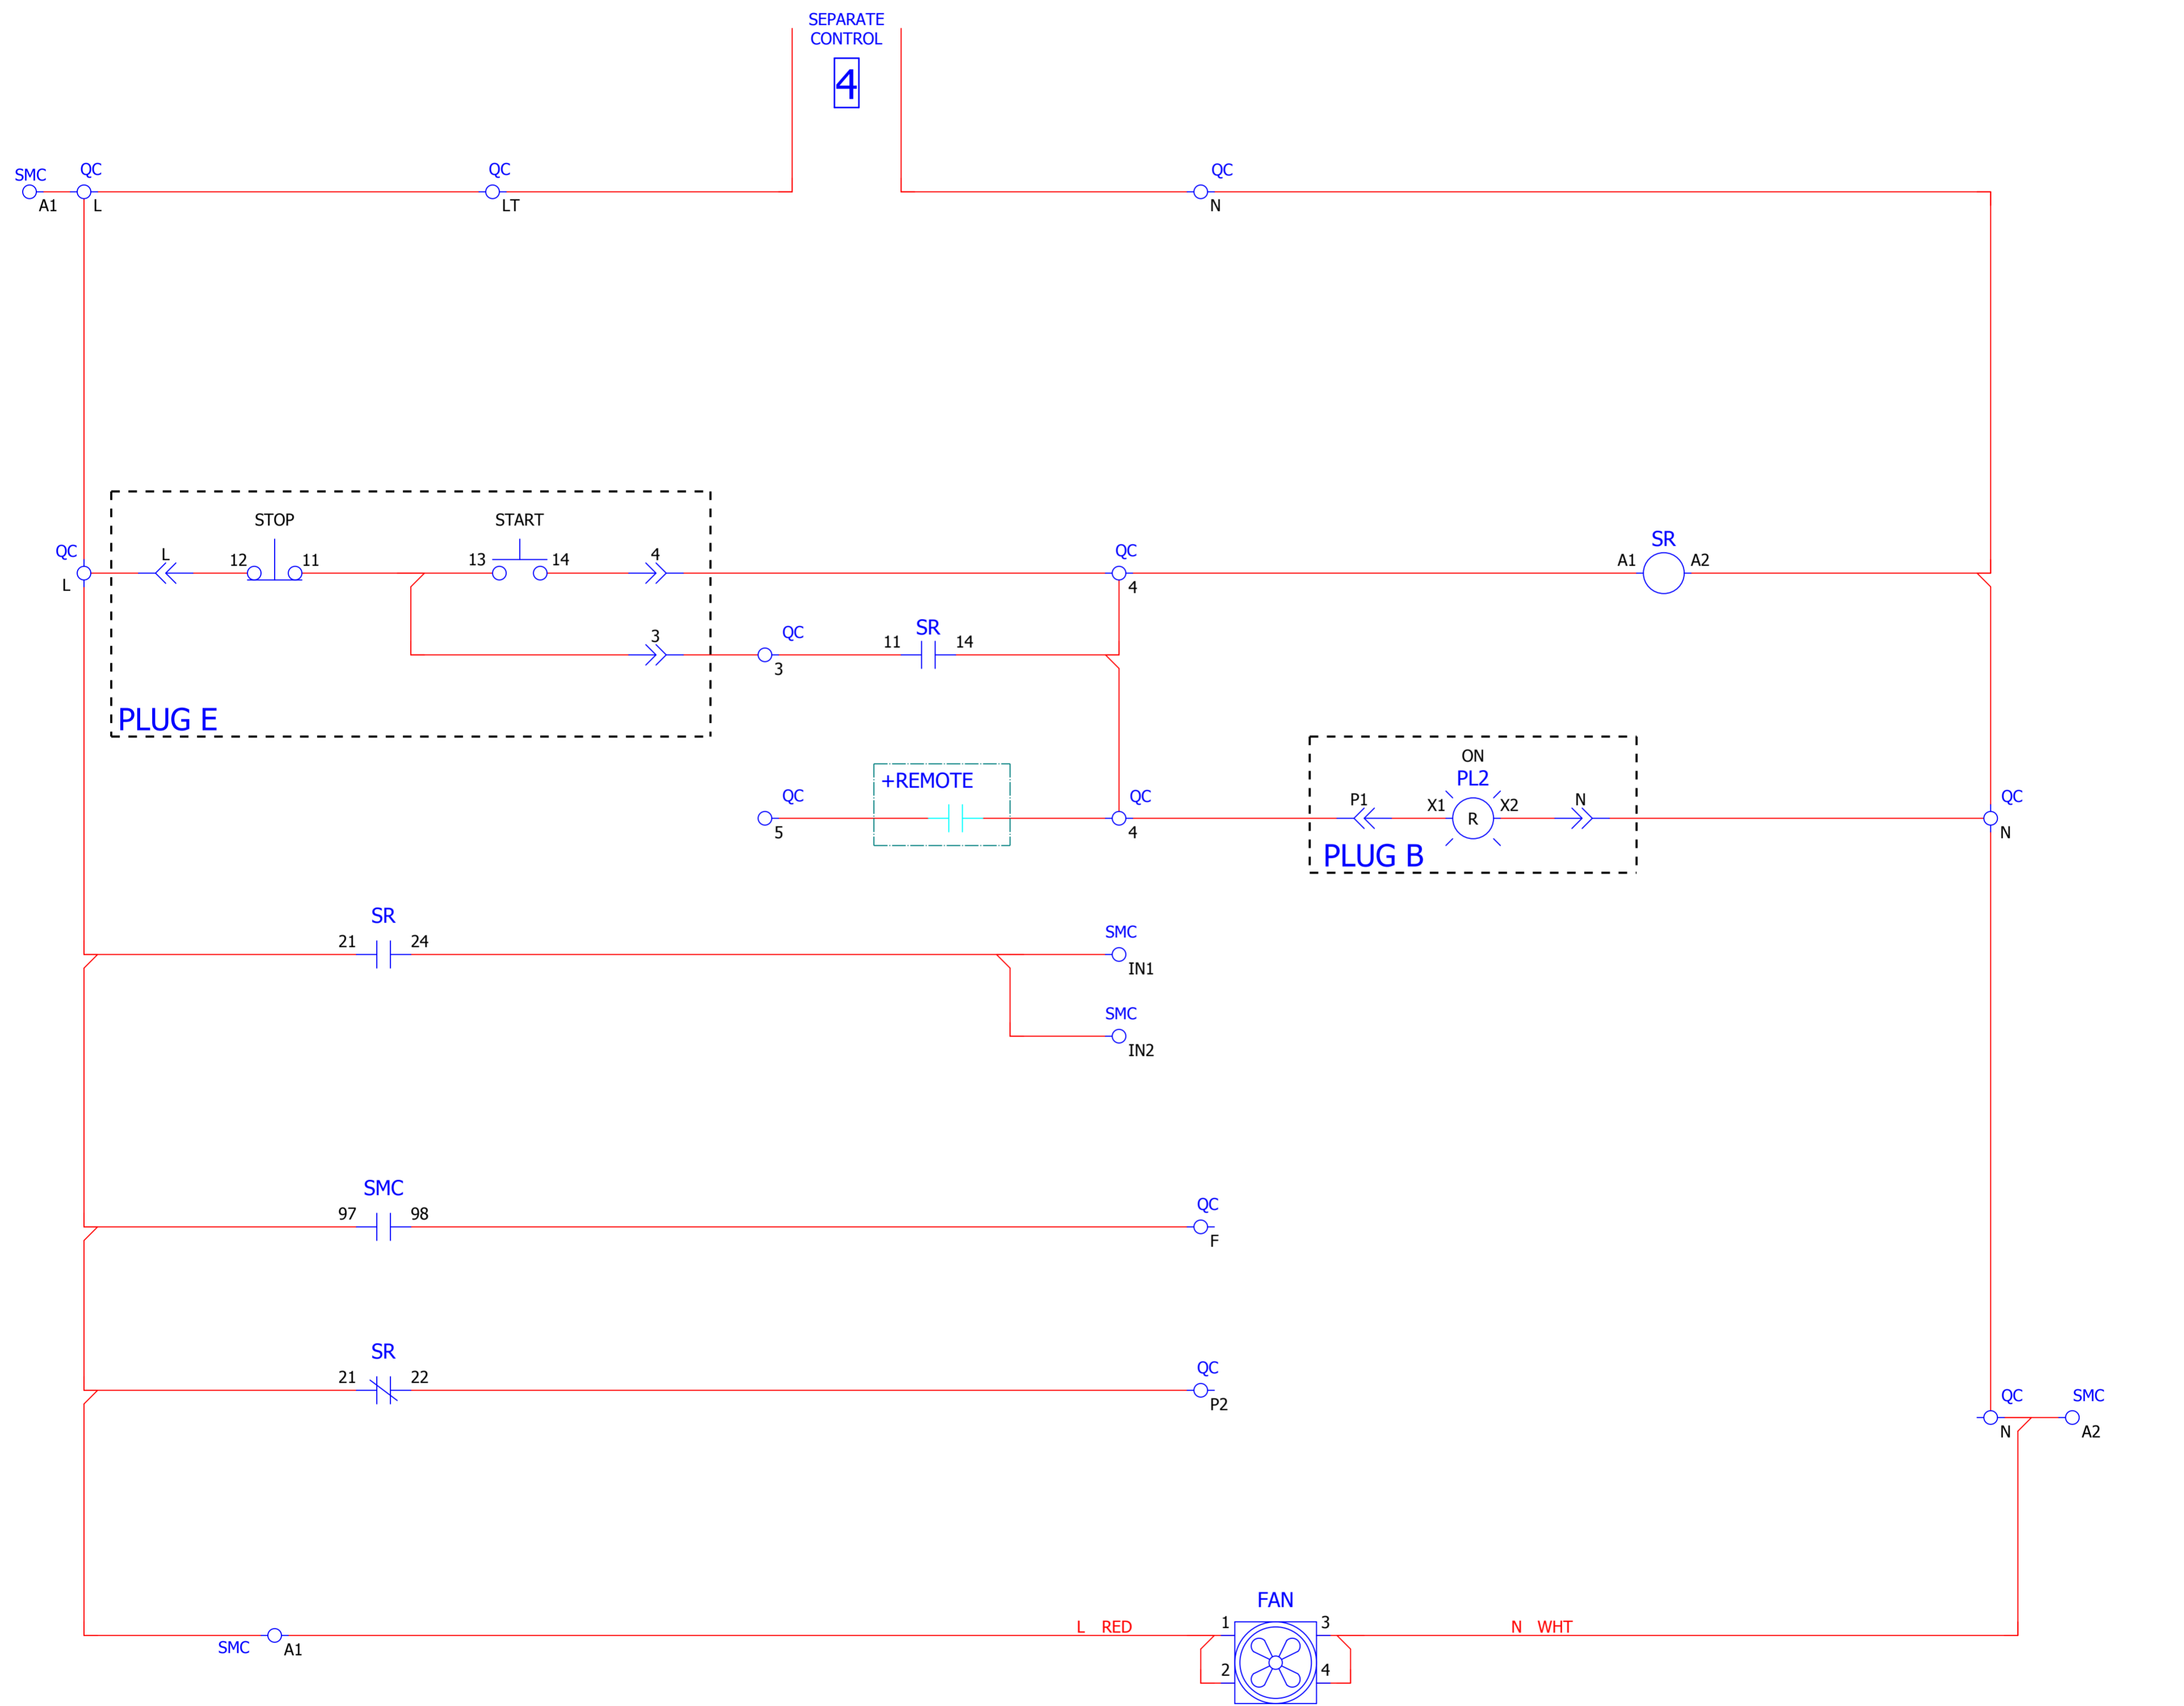 SEPARATE
CONTROL
4
SMC
A1
QC
L
QC
LT
QC
N
STOP
START
QC
L
L
12
11
13
14
4
QC
4
SR
A1
A2
3
QC
3
SR
11
14
PLUG E
+REMOTE
QC
5
QC
4
ON
PL2
P1
X1
R
X2
N
PLUG B
QC
N
SR
21
24
SMC
IN1
SMC
IN2
SMC
97
98
QC
F
SR
21
22
QC
P2
QC
N
SMC
A2
SMC
A1
L RED
FAN
1
2
3
4
N WHT